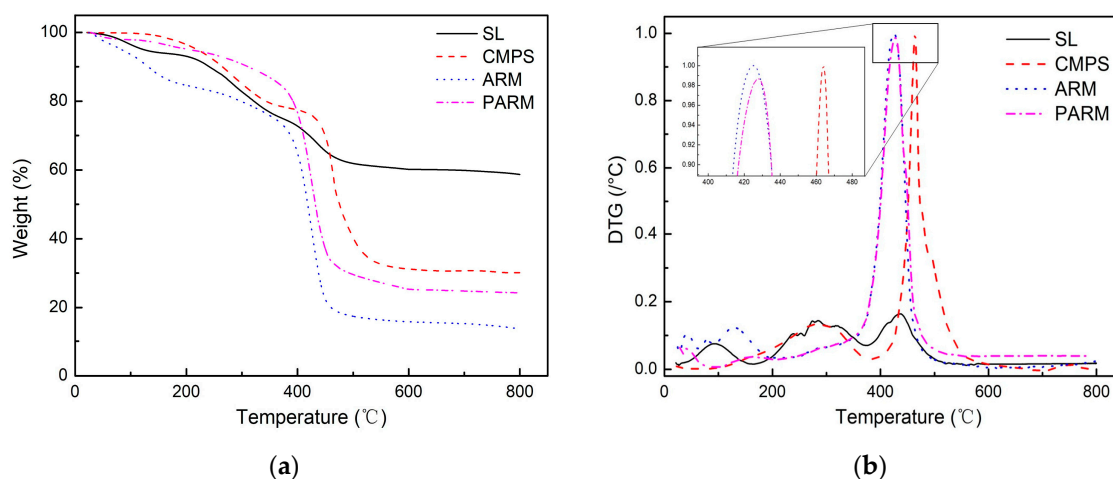 SL
CMPS
ARM
PARM
100
80
60
40
20
0
Weight (%)
0
200
400
600
800
Temperature (℃)
(a)
SL
CMPS
ARM
PARM
1.0
0.8
0.6
0.4
0.2
0.0
DTG (/°C)
1.00
0.98
0.96
0.94
0.92
0.90
400
420
440
460
480
0
200
400
600
800
Temperature (℃)
(b)